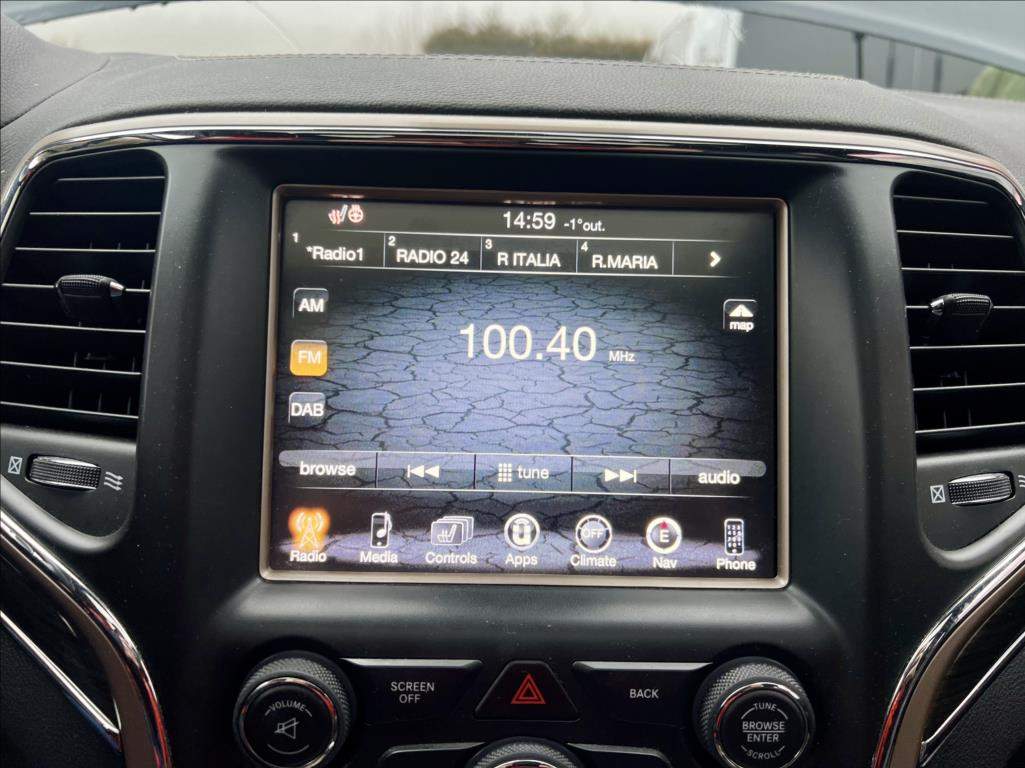 14:59 -1°out.
1 *Radio1 2 RADIO 24 3 R ITALIA 4 R.MARIA
AM
map
100.40 MHz
FM
DAB
browse tune audio
Radio Media Controls Apps OFF Climate E Nav Phone
SCREEN OFF
BACK
VOLUME
TUNE
BROWSE
ENTER
SCROLL